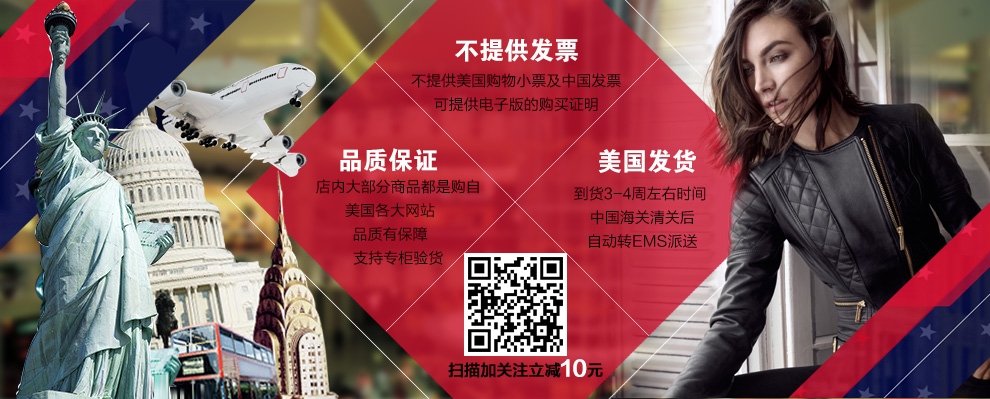 不提供发票
不提供美国购物小票及中国发票
可提供电子版的购买证明
品质保证
店内大部分商品都是购自
美国各大网站
品质有保障
支持专柜验货
美国发货
到货3-4周左右时间
中国海关清关后
自动转EMS派送
扫描加关注立减10元